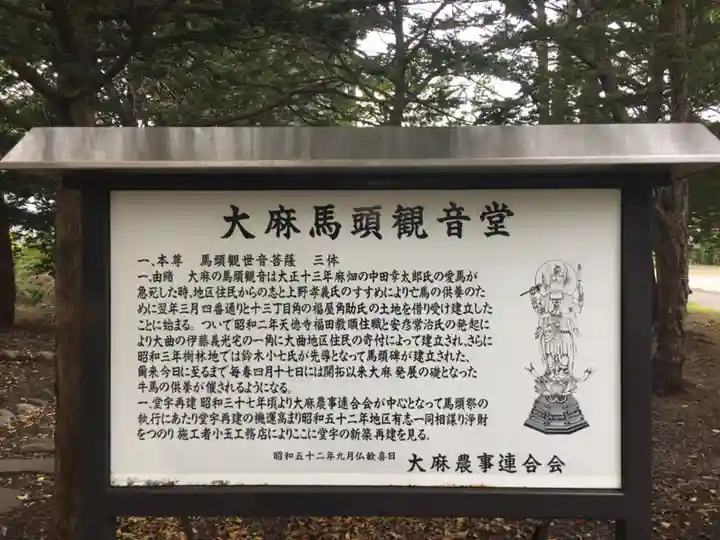 大麻馬頭観音堂
一、本尊 馬頭観世音菩薩 三体
一、由緒 大麻の馬頭観音は大正十三年麻畑の中田幸太郎氏の愛馬が
急死した時、地区住民からの志と上野孝義氏のすすめにより亡馬の供養のた
めに翌年三月四番通りと十三丁目角の福屋角助氏の土地を借り受け建立した
ことに始まる。ついで昭和二年天徳寺福田教順住職と安彦常治氏の発起に
より大曲の伊藤義光宅の一角に大曲地区住民の寄付によって建立され、さらに
昭和三年樹林地では鈴木小七氏が先導となって馬頭碑が建立された、
爾来今日に至るまで毎春四月十七日には開拓以来大麻発展の礎となった
牛馬の供養が催されるようになる。
一、堂宇再建 昭和三十七年頃より大麻農事連合会が中心となって馬頭祭の
執行にあたり堂宇再建の機運高まり昭和五十二年地区有志一同相謀り浄財
をつのり施工者小玉工務店によりここに堂宇の新築再建を見る。
昭和五十二年九月仏歓喜日 大麻農事連合会